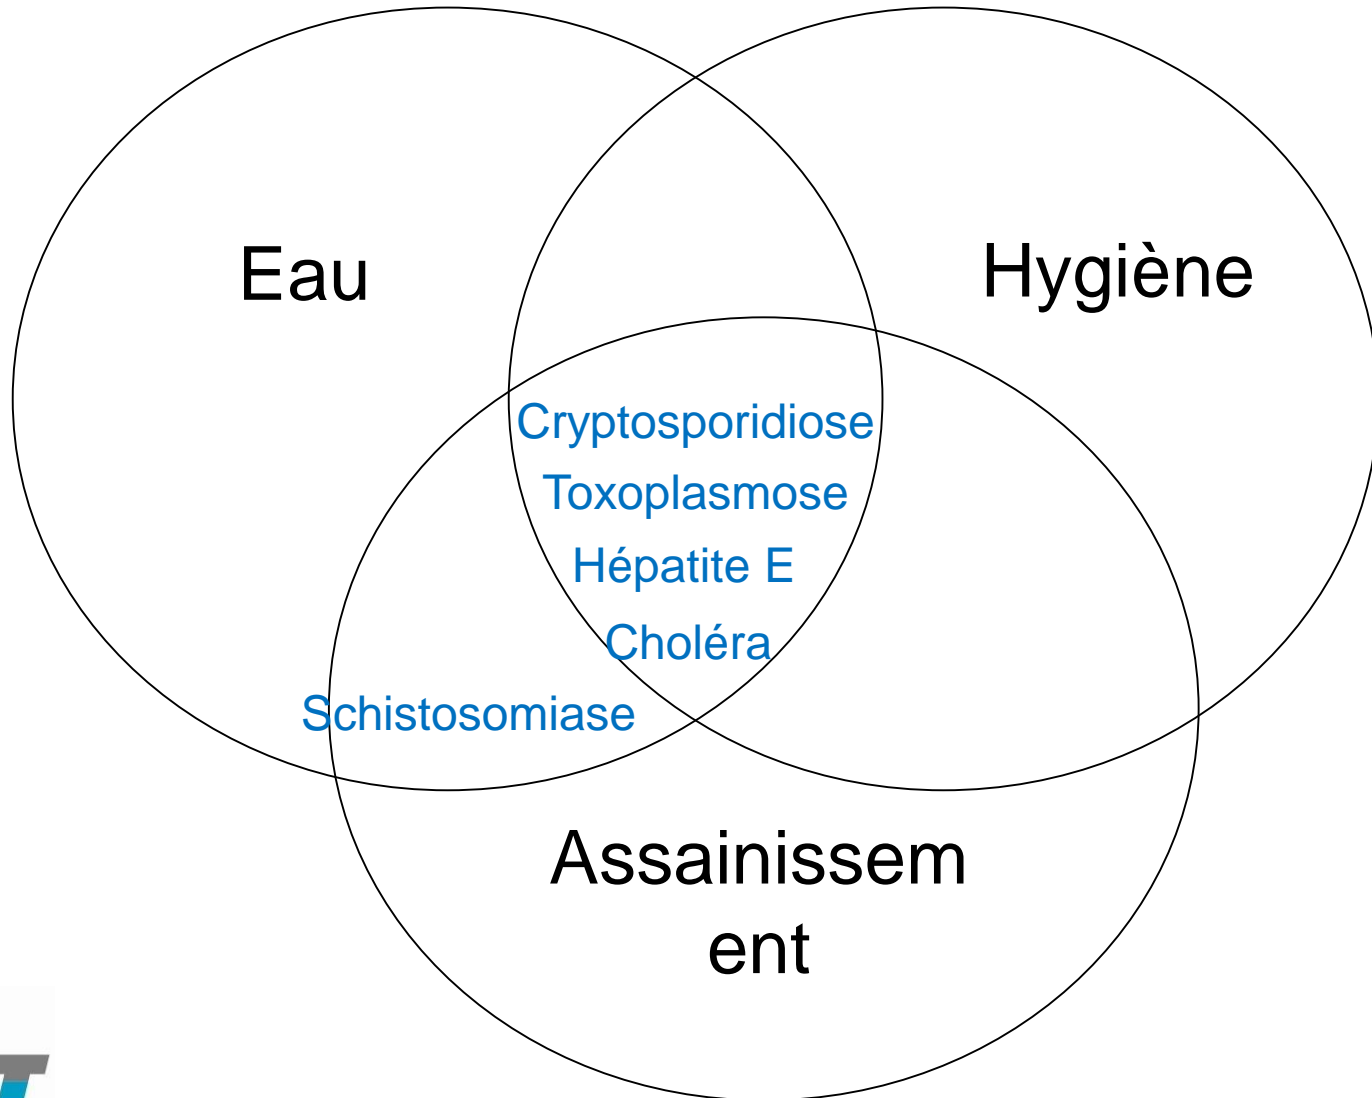 Eau
Hygiène
Cryptosporidiose
Toxoplasmose
Hépatite E
Choléra
Schistosomiase
Assainissem
ent